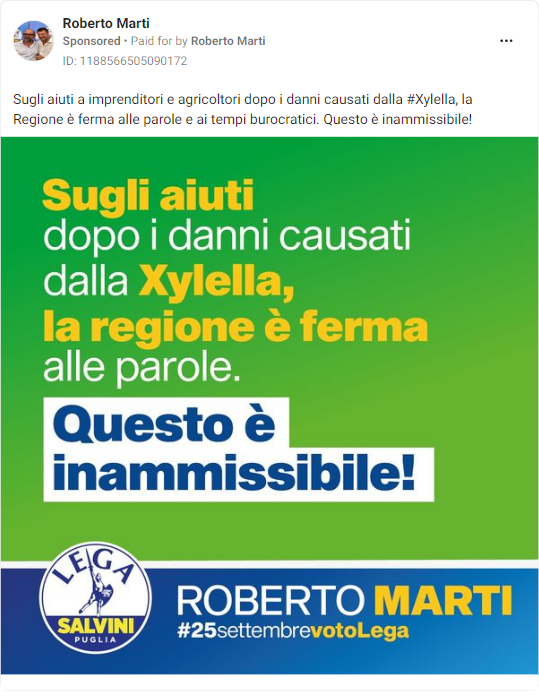 Roberto Marti
Sponsored • Paid for by Roberto Marti
ID: 1188566505090172
Sugli aiuti a imprenditori e agricoltori dopo i danni causati dalla #Xylella, la
Regione è ferma alle parole e ai tempi burocratici. Questo è inammissibile!
Sugli aiuti
dopo i danni causati
dalla Xylella,
la regione è ferma
alle parole.
Questo è
inammissibile!
LEGA
SALVINI
PUGLIA
ROBERTO MARTI
#25settembrevotoLega